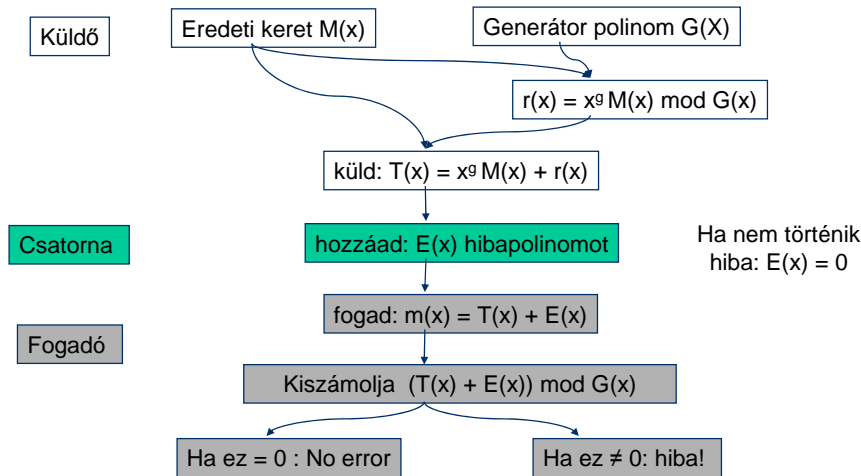 Küldő
Eredeti keret M(x)
Generátor polinom G(X)
r(x) = xᵍ M(x) mod G(x)
küld: T(x) = xᵍ M(x) + r(x)
Csatorna
hozzáad: E(x) hibapolinomot
Ha nem történik
hiba: E(x) = 0
fogad: m(x) = T(x) + E(x)
Fogadó
Kiszámolja (T(x) + E(x)) mod G(x)
Ha ez = 0 : No error
Ha ez ≠ 0: hiba!